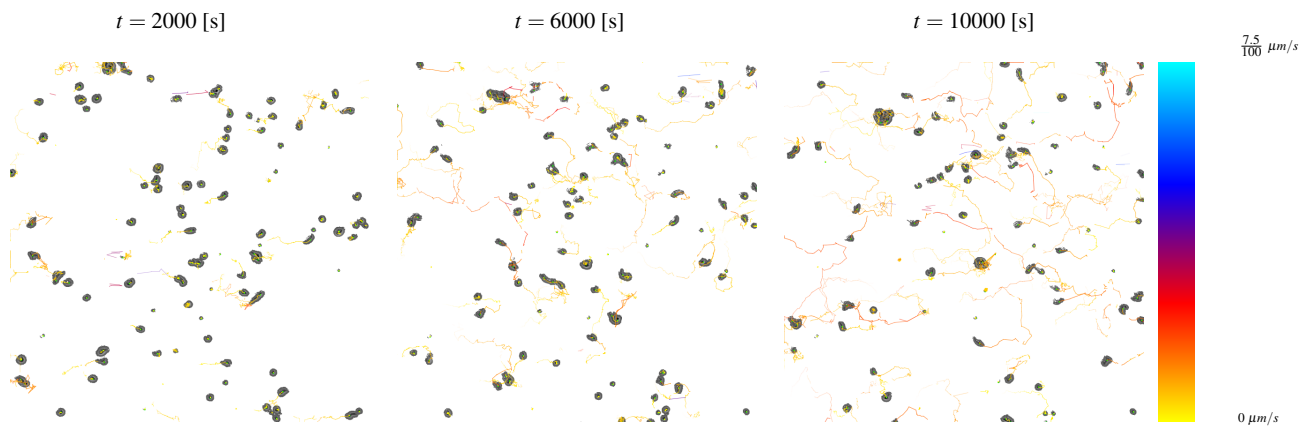 t = 2000 [s]
t = 6000 [s]
t = 10000 [s]
7.5/100 μm/s
0 μm/s